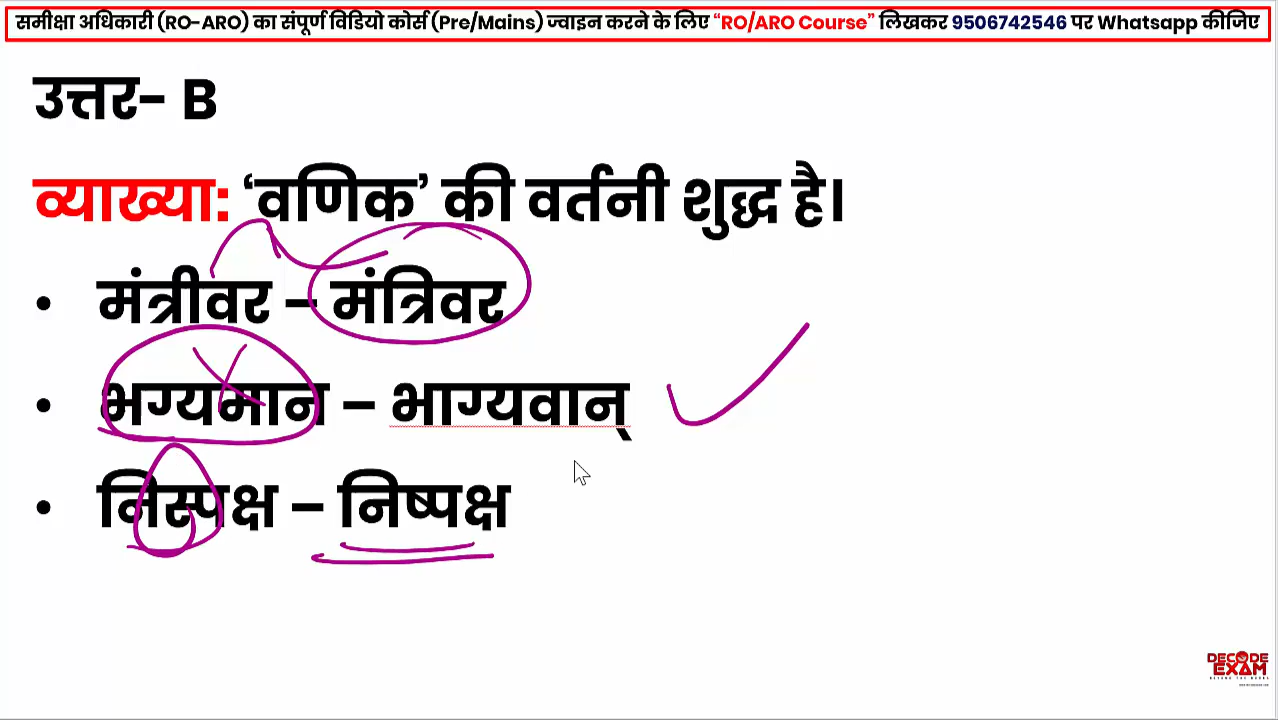 समीक्षा अधिकारी (RO-ARO) का संपूर्ण विडियो कोर्स (Pre/Mains) ज्वाइन करने के लिए "RO/ARO Course" लिखकर 9506742546 पर Whatsapp कीजिए
उत्तर- B
व्याख्या: 'वणिक' की वर्तनी शुद्ध है।
• मंत्रीवर – मंत्रिवर
• भग्यमान – भाग्यवान्
• निस्पक्ष – निष्पक्ष
DECODE
EXAM